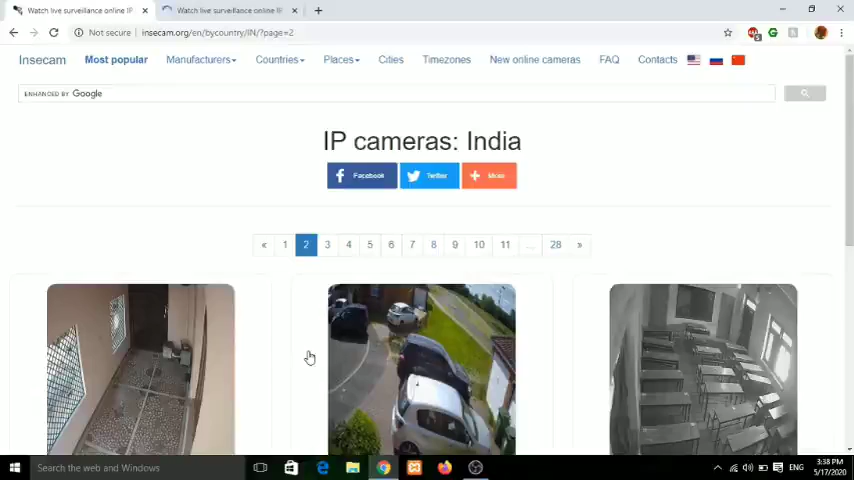 Watch live surveillance online IP
Watch live surveillance online IP
Not secure insecam.org/en/bycountry/IN/?page=2
Insecam Most popular Manufacturers Countries Places Cities Timezones New online cameras FAQ Contacts
ENHANCED BY Google
IP cameras: India
Facebook Twitter More
« 1 2 3 4 5 6 7 8 9 10 11 ... 28 »
Search the web and Windows
ENG
3:38 PM
5/17/2020